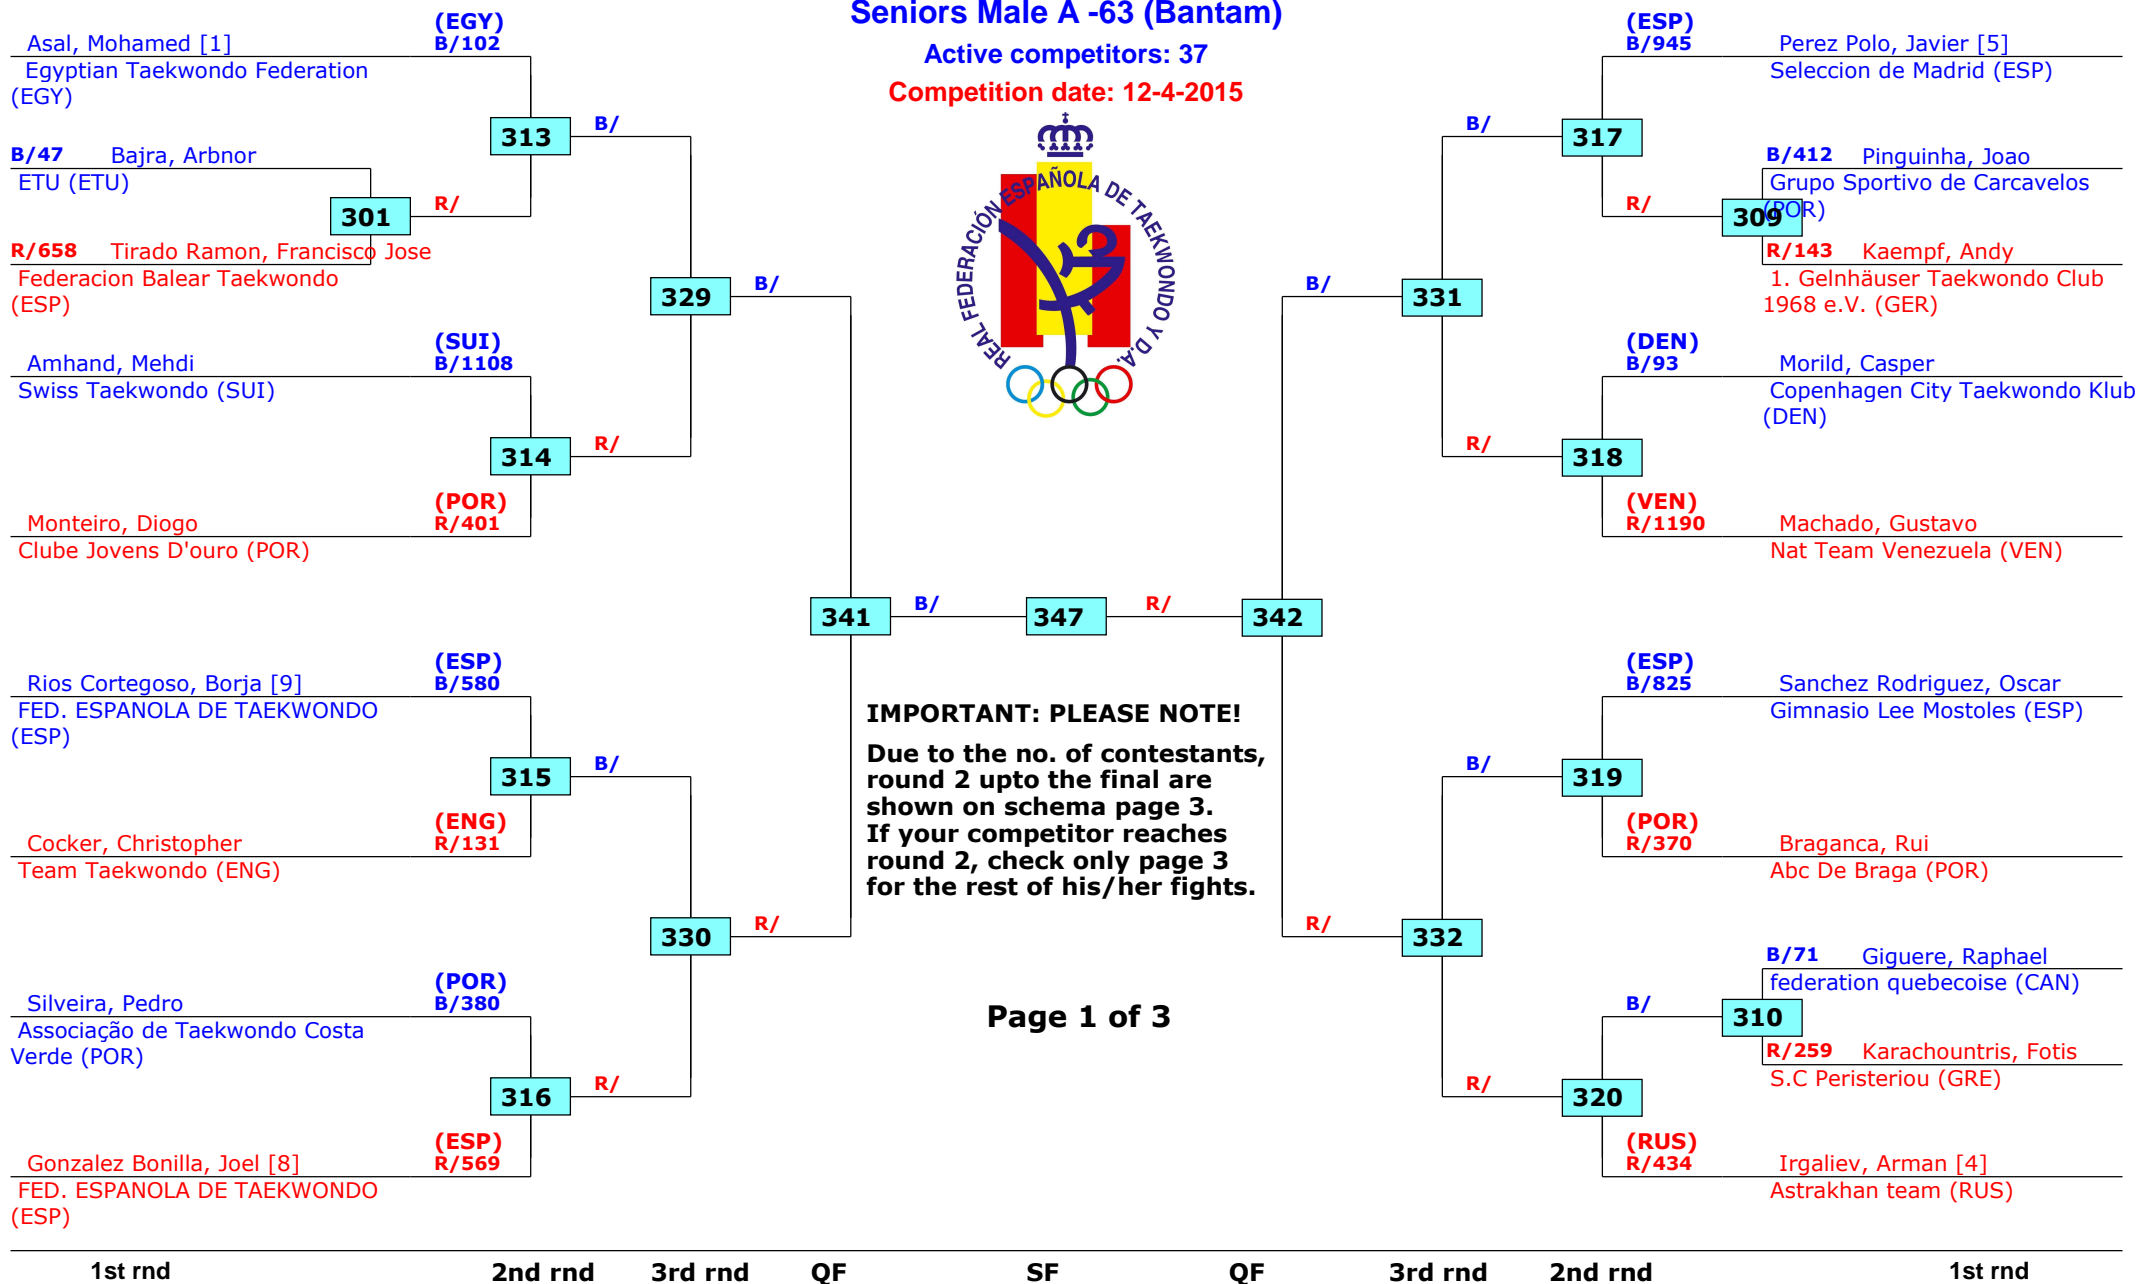 Seniors Male A -63 (Bantam)
Active competitors: 37
Competition date: 12-4-2015
REAL FEDERACIÓN ESPAÑOLA DE TAEKWONDO Y D.A.
(EGY)
Asal, Mohamed [1] B/102
Egyptian Taekwondo Federation
(EGY)
313 B/
B/47 Bajra, Arbnor
ETU (ETU)
301 R/
R/658 Tirado Ramon, Francisco Jose
Federacion Balear Taekwondo
(ESP)
329 B/
(SUI)
Amhand, Mehdi B/1108
Swiss Taekwondo (SUI)
314 R/
(POR)
Monteiro, Diogo R/401
Clube Jovens D'ouro (POR)
341 B/ 347 R/ 342
(ESP)
Rios Cortegoso, Borja [9] B/580
FED. ESPANOLA DE TAEKWONDO
(ESP)
315 B/
(ENG)
Cocker, Christopher R/131
Team Taekwondo (ENG)
330 R/
(POR)
Silveira, Pedro B/380
Associação de Taekwondo Costa
Verde (POR)
316 R/
(ESP)
Gonzalez Bonilla, Joel [8] R/569
FED. ESPANOLA DE TAEKWONDO
(ESP)
IMPORTANT: PLEASE NOTE!
Due to the no. of contestants,
round 2 upto the final are
shown on schema page 3.
If your competitor reaches
round 2, check only page 3
for the rest of his/her fights.
Page 1 of 3
(ESP)
B/945 Perez Polo, Javier [5]
Seleccion de Madrid (ESP)
B/ 317
B/412 Pinguinha, Joao
Grupo Sportivo de Carcavelos
(POR)
R/ 309
R/143 Kaempf, Andy
1. Gelnhäuser Taekwondo Club
1968 e.V. (GER)
B/ 331
(DEN)
B/93 Morild, Casper
Copenhagen City Taekwondo Klub
(DEN)
R/ 318
(VEN)
R/1190 Machado, Gustavo
Nat Team Venezuela (VEN)
(ESP)
B/825 Sanchez Rodriguez, Oscar
Gimnasio Lee Mostoles (ESP)
B/ 319
(POR)
R/370 Braganca, Rui
Abc De Braga (POR)
R/ 332
B/71 Giguere, Raphael
federation quebecoise (CAN)
B/ 310
R/259 Karachountris, Fotis
S.C Peristeriou (GRE)
R/ 320
(RUS)
R/434 Irgaliev, Arman [4]
Astrakhan team (RUS)
1st rnd 2nd rnd 3rd rnd QF SF QF 3rd rnd 2nd rnd 1st rnd